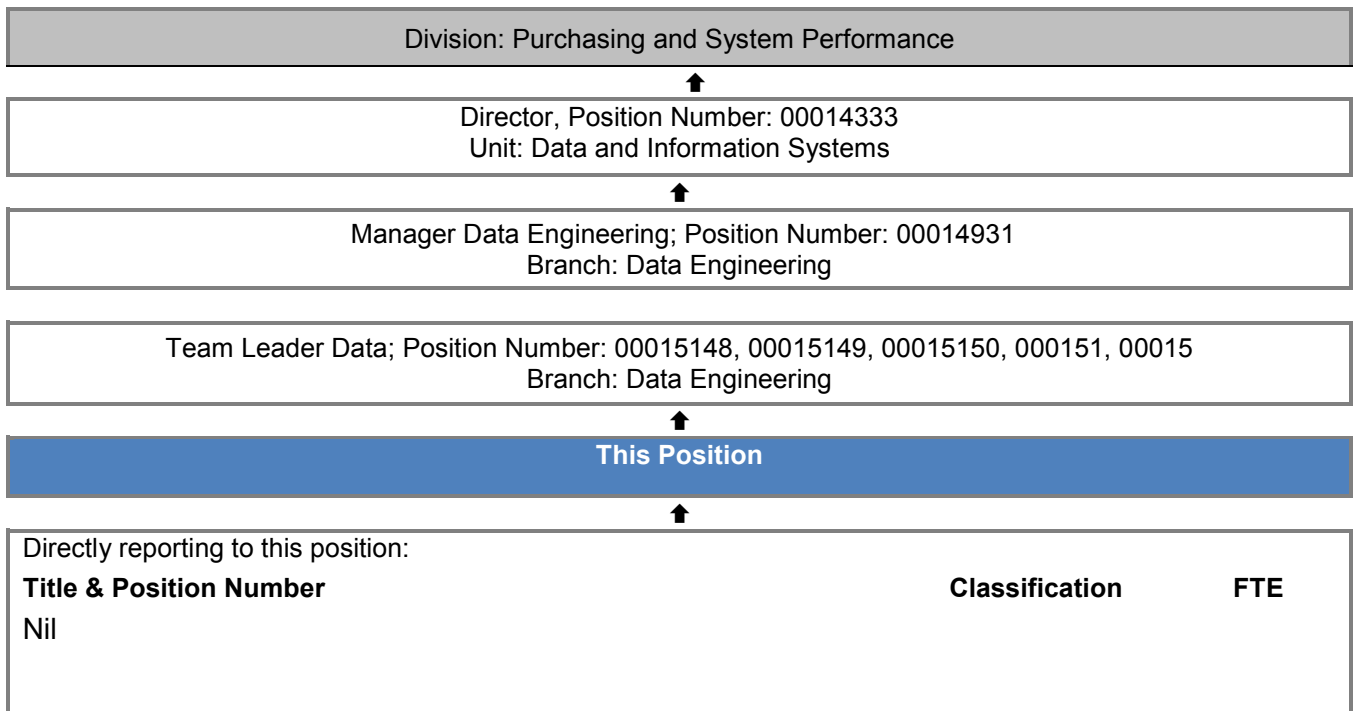 Division: Purchasing and System Performance
Director, Position Number: 00014333
Unit: Data and Information Systems
Manager Data Engineering; Position Number: 00014931
Branch: Data Engineering
Team Leader Data; Position Number: 00015148, 00015149, 00015150, 000151, 00015
Branch: Data Engineering
This Position
Directly reporting to this position:
Title & Position Number Classification FTE
Nil